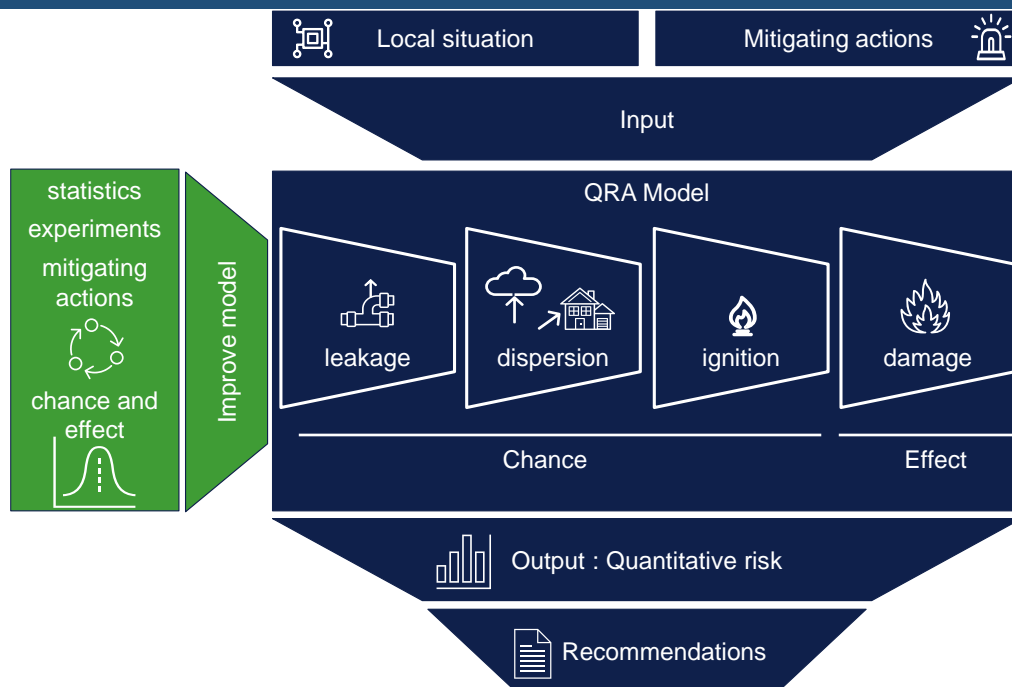 Local situation
Mitigating actions
Input
statistics
experiments
mitigating
actions
chance and
effect
Improve model
QRA Model
leakage
dispersion
ignition
damage
Chance
Effect
Output : Quantitative risk
Recommendations